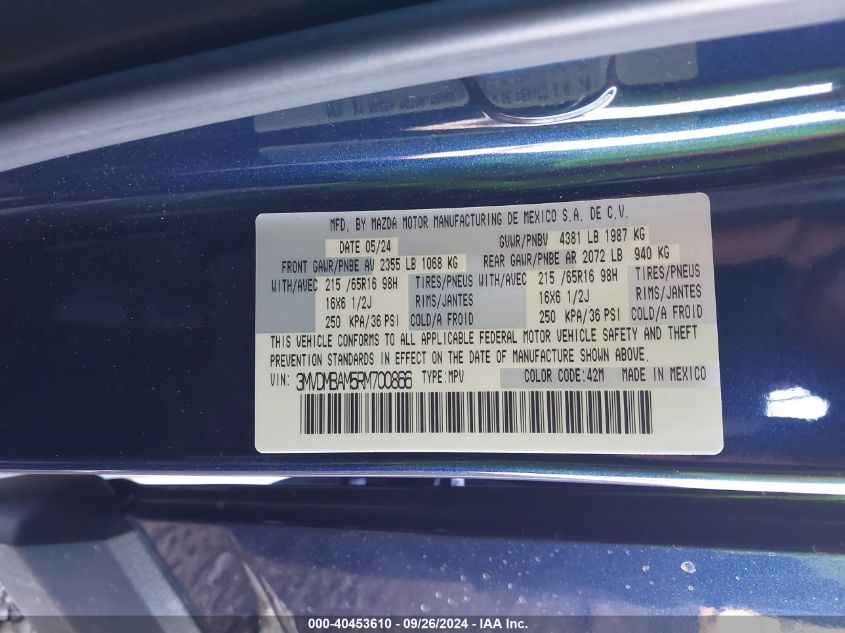 MFD. BY MAZDA MOTOR MANUFACTURING DE MEXICO S.A. DE C.V.
DATE 05/24 GVWR/PNBV 4381 LB 1987 KG
FRONT GAWR/PNBE AV 2355 LB 1068 KG REAR GAWR/PNBE AR 2072 LB 940 KG
WITH/AVEC 215 /65R16 98H TIRES/PNEUS WITH/AVEC 215 /65R16 98H TIRES/PNEUS
16X6 1/2J RIMS/JANTES 16X6 1/2J RIMS/JANTES
250 KPA/36 PSI COLD/A FROID 250 KPA/36 PSI COLD/A FROID
THIS VEHICLE CONFORMS TO ALL APPLICABLE FEDERAL MOTOR VEHICLE SAFETY AND THEFT
PREVENTION STANDARDS IN EFFECT ON THE DATE OF MANUFACTURE SHOWN ABOVE.
VIN: 3MVDMBAM5RM700866 TYPE:MPV COLOR CODE:42M MADE IN MEXICO
000-40453610 - 09/26/2024 - IAA Inc.